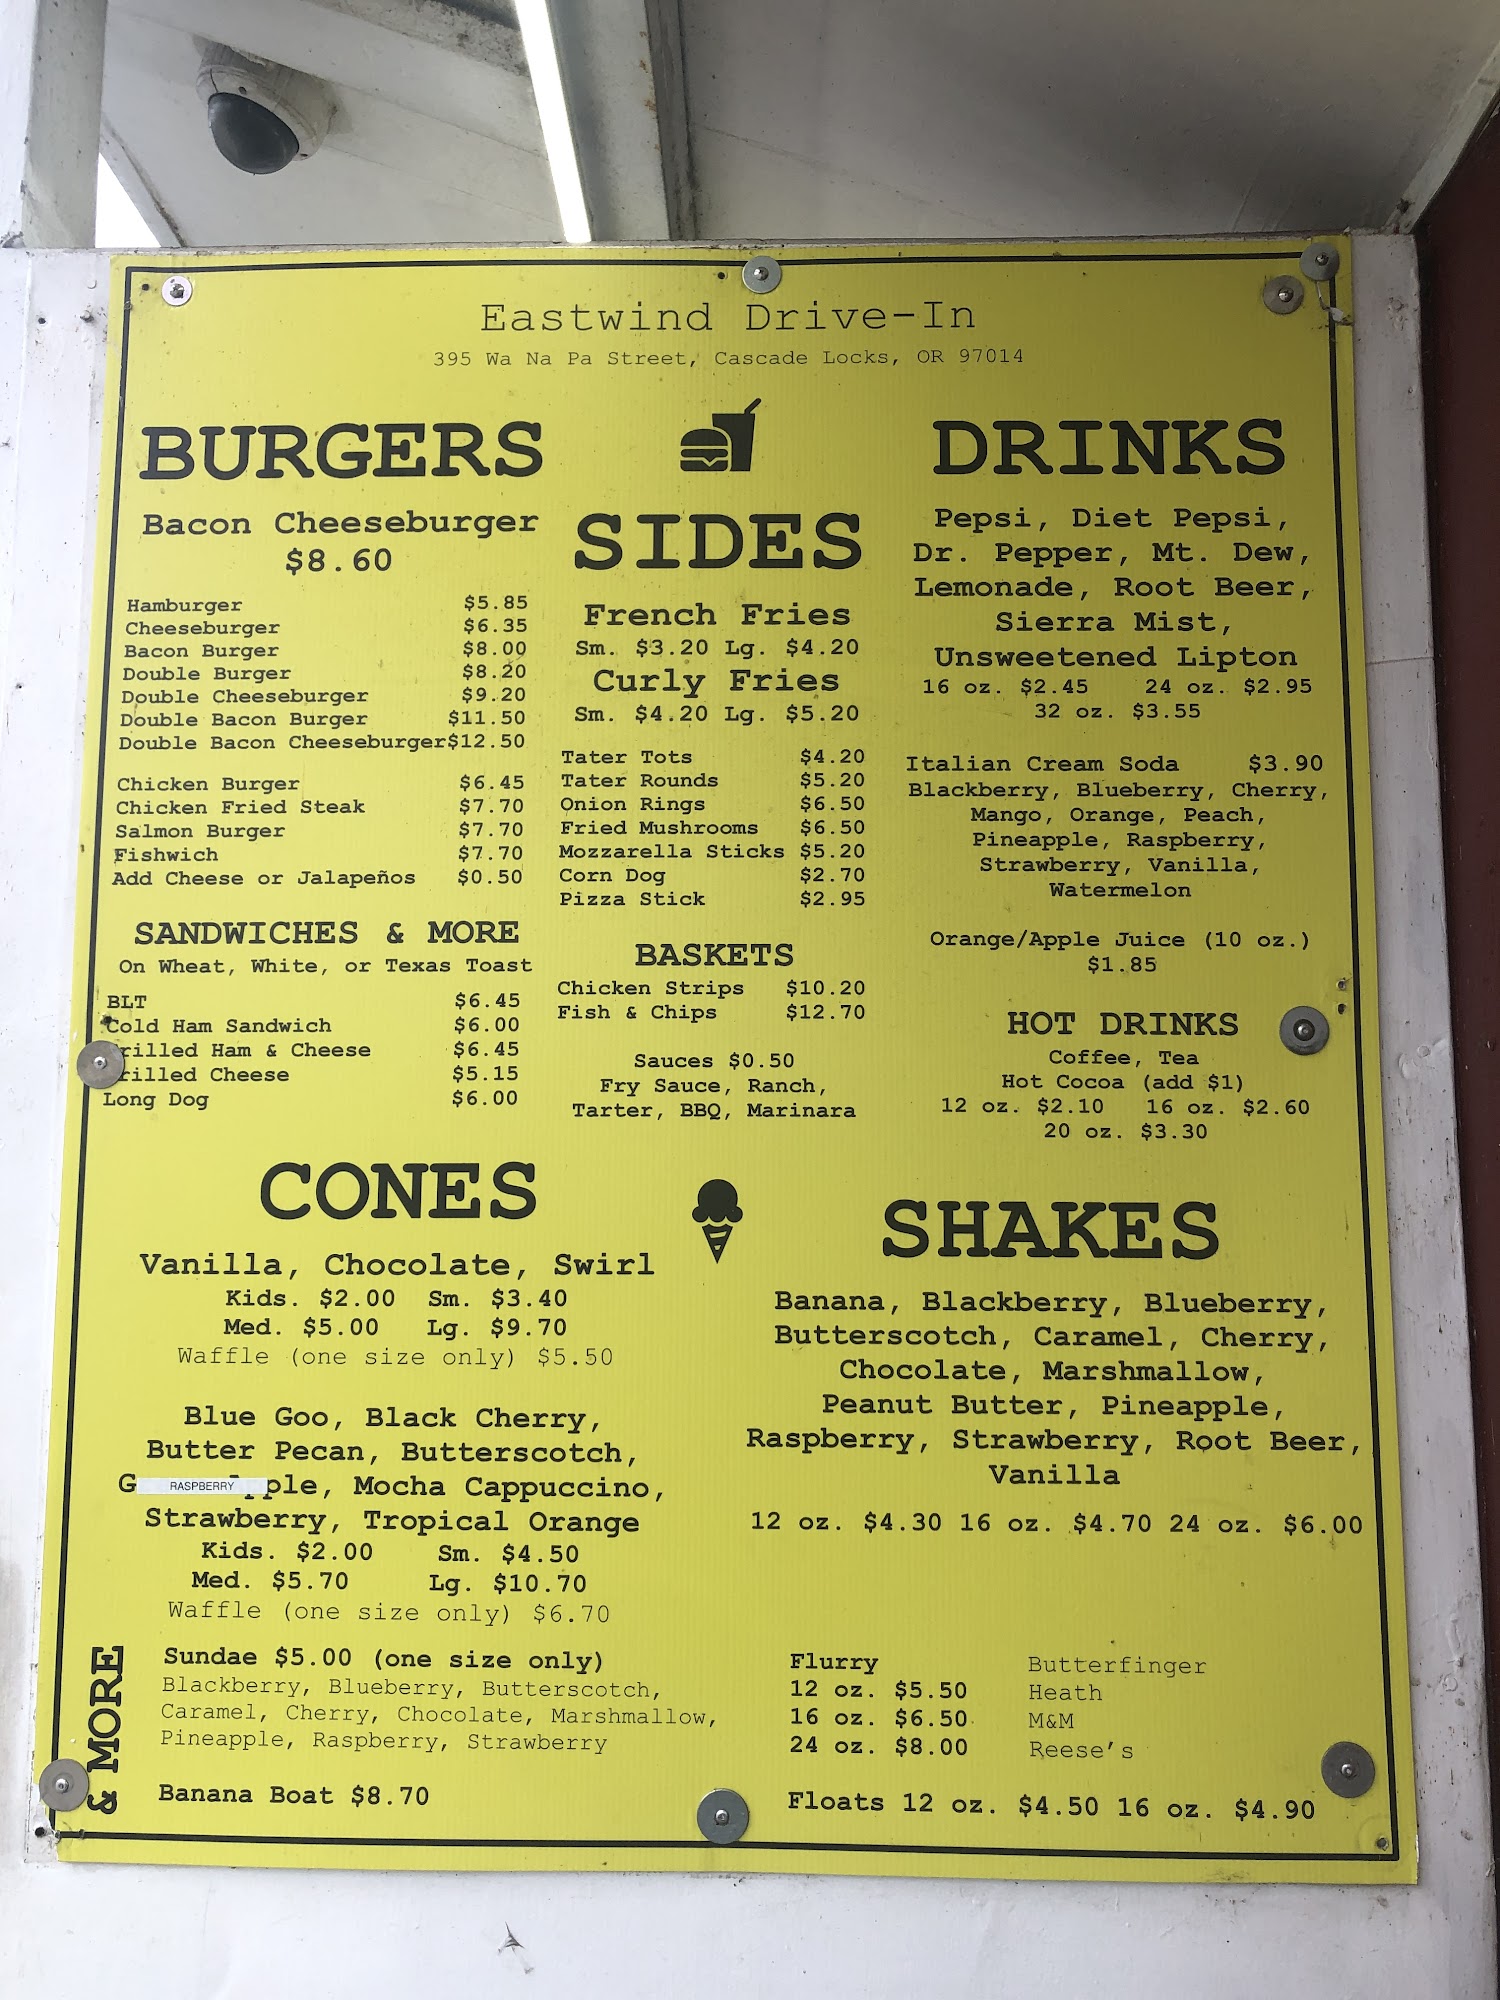 Eastwind Drive-In
395 Wa Na Pa Street, Cascade Locks, OR 97014
BURGERS
Bacon Cheeseburger
$8.60
Hamburger $5.85
Cheeseburger $6.35
Bacon Burger $8.00
Double Burger $8.20
Double Cheeseburger $9.20
Double Bacon Burger $11.50
Double Bacon Cheeseburger$12.50
Chicken Burger $6.45
Chicken Fried Steak $7.70
Salmon Burger $7.70
Fishwich $7.70
Add Cheese or Jalapeños $0.50
SANDWICHES & MORE
On Wheat, White, or Texas Toast
BLT $6.45
Cold Ham Sandwich $6.00
rilled Ham & Cheese $6.45
rilled Cheese $5.15
Long Dog $6.00
SIDES
French Fries
Sm. $3.20 Lg. $4.20
Curly Fries
Sm. $4.20 Lg. $5.20
Tater Tots $4.20
Tater Rounds $5.20
Onion Rings $6.50
Fried Mushrooms $6.50
Mozzarella Sticks $5.20
Corn Dog $2.70
Pizza Stick $2.95
BASKETS
Chicken Strips $10.20
Fish & Chips $12.70
Sauces $0.50
Fry Sauce, Ranch,
Tarter, BBQ, Marinara
DRINKS
Pepsi, Diet Pepsi,
Dr. Pepper, Mt. Dew,
Lemonade, Root Beer,
Sierra Mist,
Unsweetened Lipton
16 oz. $2.45 24 oz. $2.95
32 oz. $3.55
Italian Cream Soda $3.90
Blackberry, Blueberry, Cherry,
Mango, Orange, Peach,
Pineapple, Raspberry,
Strawberry, Vanilla,
Watermelon
Orange/Apple Juice (10 oz.)
$1.85
HOT DRINKS
Coffee, Tea
Hot Cocoa (add $1)
12 oz. $2.10 16 oz. $2.60
20 oz. $3.30
CONES
Vanilla, Chocolate, Swirl
Kids. $2.00 Sm. $3.40
Med. $5.00 Lg. $9.70
Waffle (one size only) $5.50
Blue Goo, Black Cherry,
Butter Pecan, Butterscotch,
G RASPBERRY ple, Mocha Cappuccino,
Strawberry, Tropical Orange
Kids. $2.00 Sm. $4.50
Med. $5.70 Lg. $10.70
Waffle (one size only) $6.70
SHAKES
Banana, Blackberry, Blueberry,
Butterscotch, Caramel, Cherry,
Chocolate, Marshmallow,
Peanut Butter, Pineapple,
Raspberry, Strawberry, Root Beer,
Vanilla
12 oz. $4.30 16 oz. $4.70 24 oz. $6.00
& MORE
Sundae $5.00 (one size only)
Blackberry, Blueberry, Butterscotch,
Caramel, Cherry, Chocolate, Marshmallow,
Pineapple, Raspberry, Strawberry
Banana Boat $8.70
Flurry Butterfinger
12 oz. $5.50 Heath
16 oz. $6.50 M&M
24 oz. $8.00 Reese's
Floats 12 oz. $4.50 16 oz. $4.90